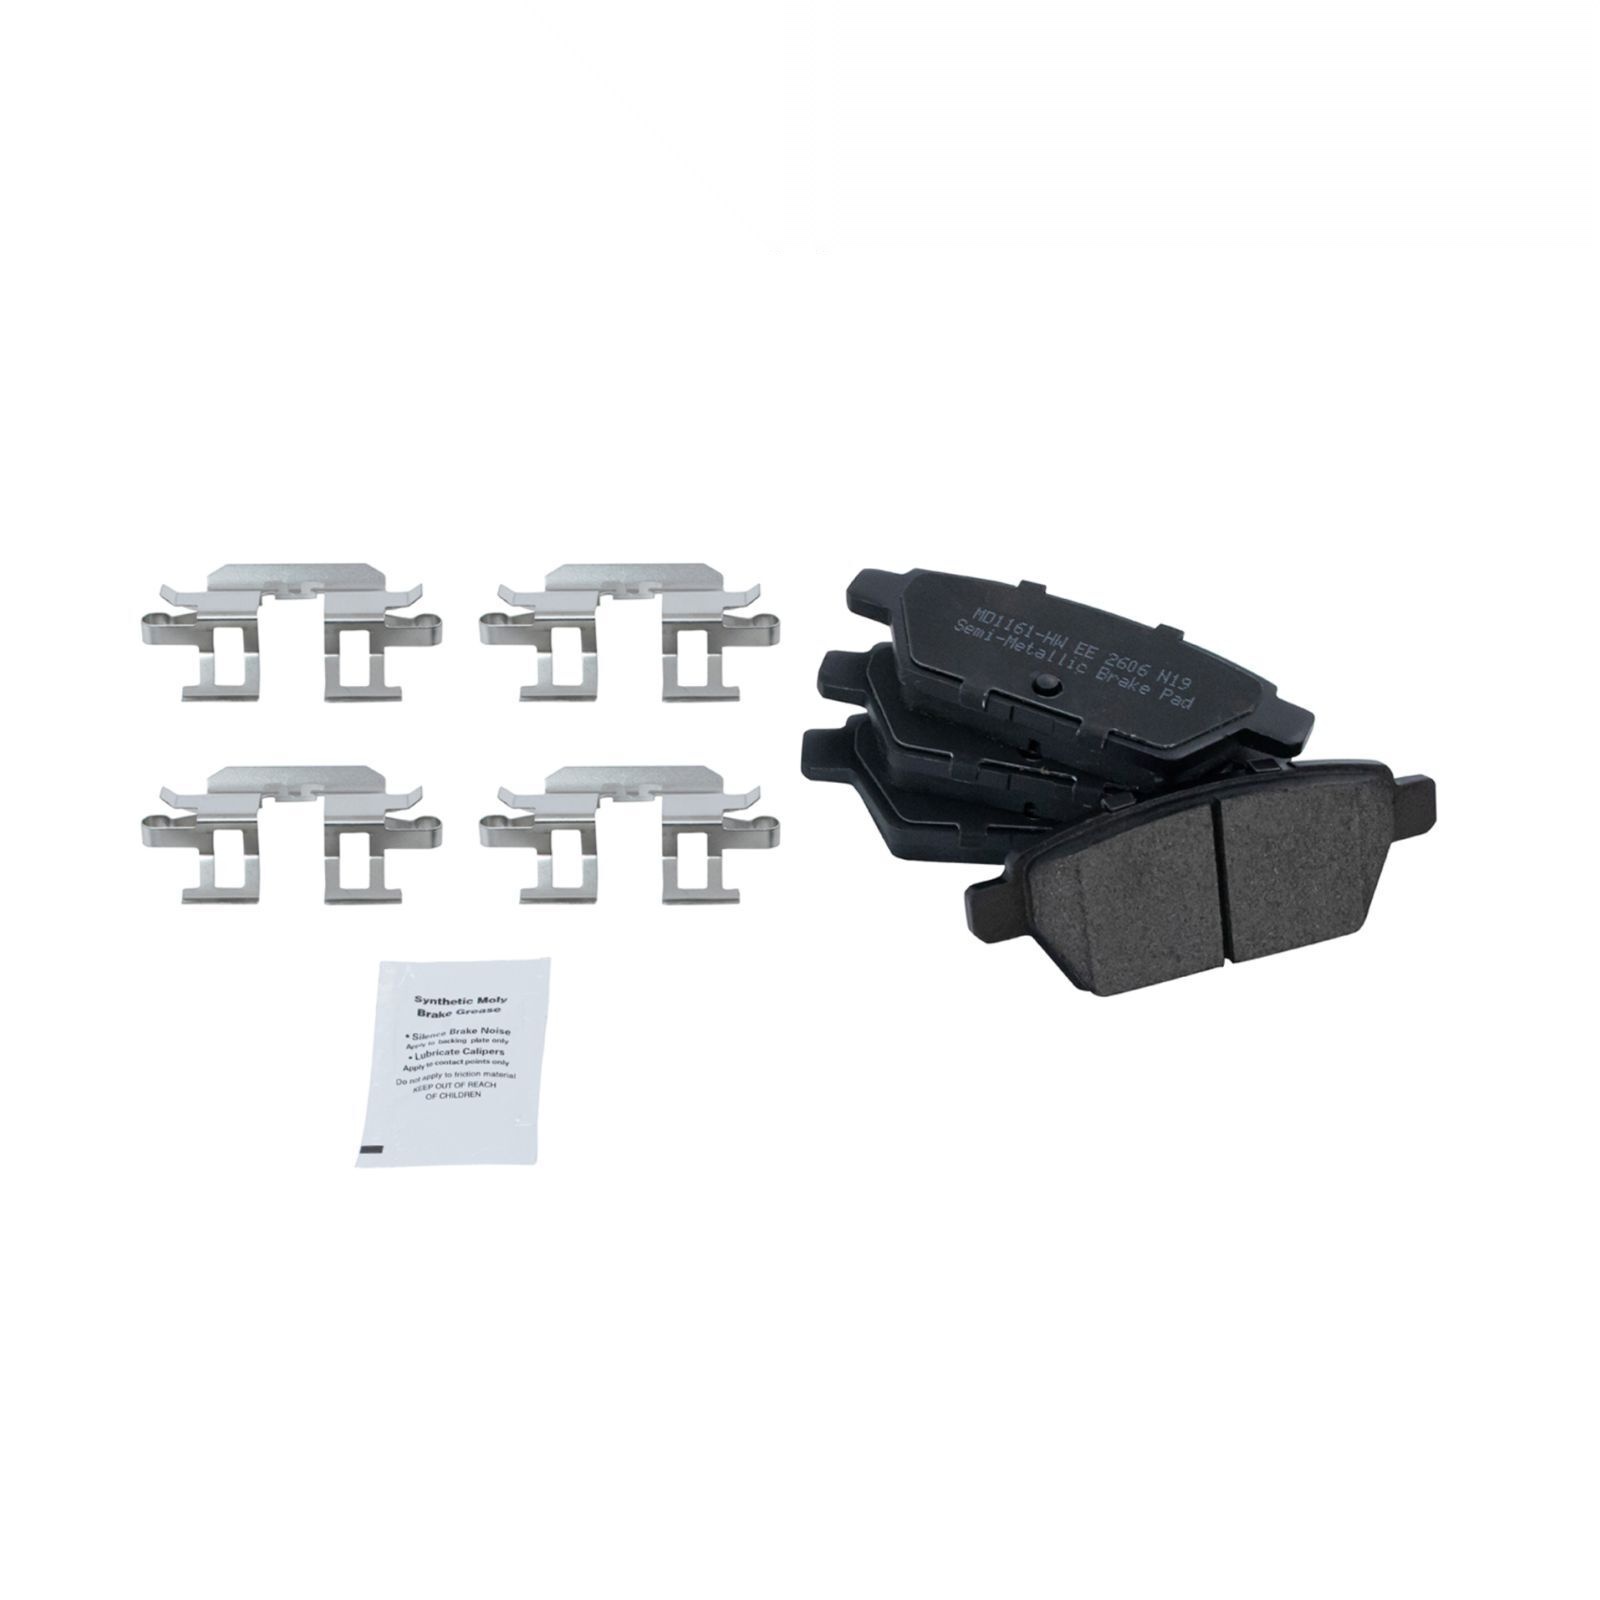 MD1161-HW EE 2606 N19
Semi-Metallic Brake Pad
Synthetic Moly
Brake Grease
• Silence Brake Noise
Apply to backing plate only
• Lubricate Calipers
Apply to contact points only
Do not apply to friction material
KEEP OUT OF REACH
OF CHILDREN